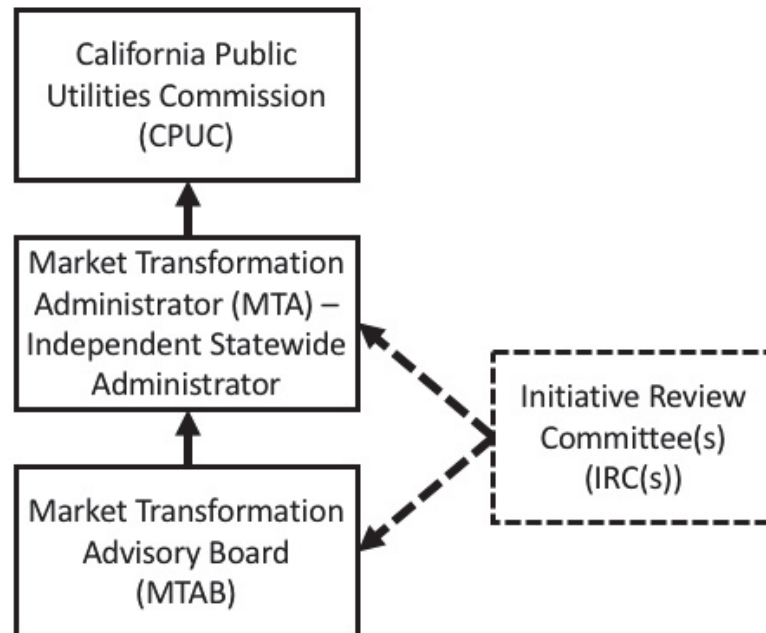 California Public
Utilities Commission
(CPUC)
Market Transformation
Administrator (MTA) –
Independent Statewide
Administrator
Initiative Review
Committee(s)
(IRC(s))
Market Transformation
Advisory Board
(MTAB)